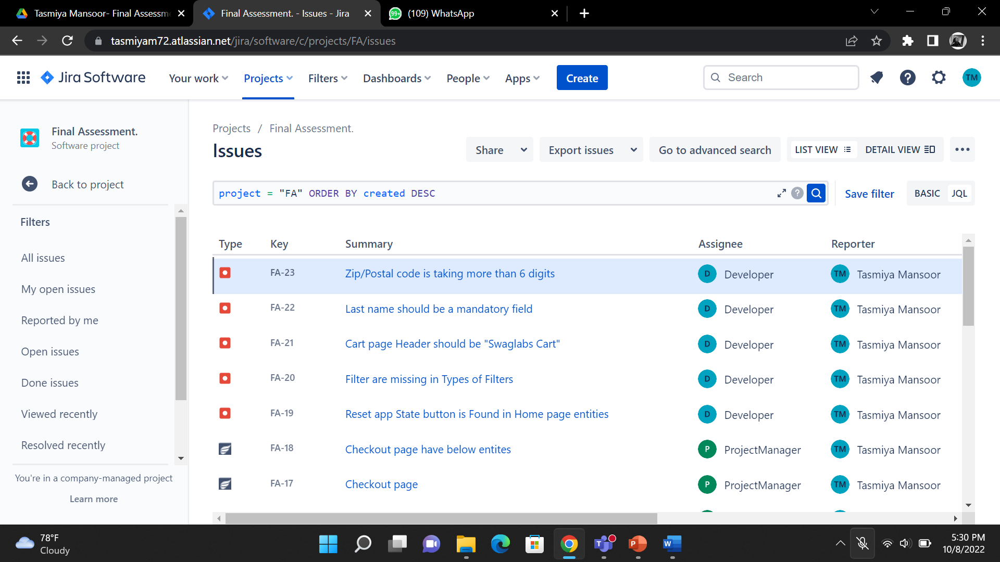 Tasmiya Mansoor- Final Assessm
Final Assessment. - Issues - Jira
99+
(109) WhatsApp
tasmiyam72.atlassian.net/jira/software/c/projects/FA/issues
Jira Software
Your work
Projects
Filters
Dashboards
People
Apps
Create
Search
TM
Final Assessment.
Software project
Back to project
Filters
All issues
My open issues
Reported by me
Open issues
Done issues
Viewed recently
Resolved recently
You're in a company-managed project
Learn more
Projects / Final Assessment.
Issues
Share
Export issues
Go to advanced search
LIST VIEW
DETAIL VIEW
project = "FA" ORDER BY created DESC
Save filter
BASIC
JQL
Type Key Summary Assignee Reporter
FA-23 Zip/Postal code is taking more than 6 digits D Developer TM Tasmiya Mansoor
FA-22 Last name should be a mandatory field D Developer TM Tasmiya Mansoor
FA-21 Cart page Header should be "Swaglabs Cart" D Developer TM Tasmiya Mansoor
FA-20 Filter are missing in Types of Filters D Developer TM Tasmiya Mansoor
FA-19 Reset app State button is Found in Home page entities D Developer TM Tasmiya Mansoor
FA-18 Checkout page have below entites P ProjectManager TM Tasmiya Mansoor
FA-17 Checkout page P ProjectManager TM Tasmiya Mansoor
78°F
Cloudy
5:30 PM
10/8/2022